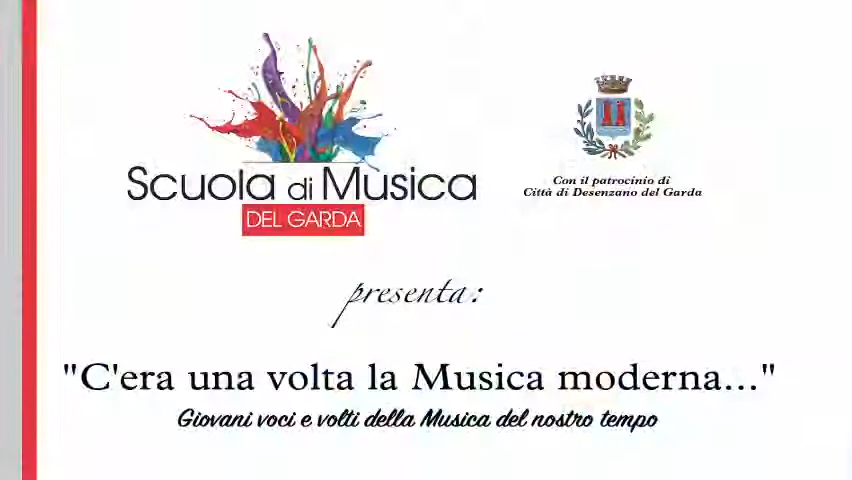 Scuola di Musica
DEL GARDA
Con il patrocinio di
Città di Desenzano del Garda
presenta:
"C'era una volta la Musica moderna..."
Giovani voci e volti della Musica del nostro tempo